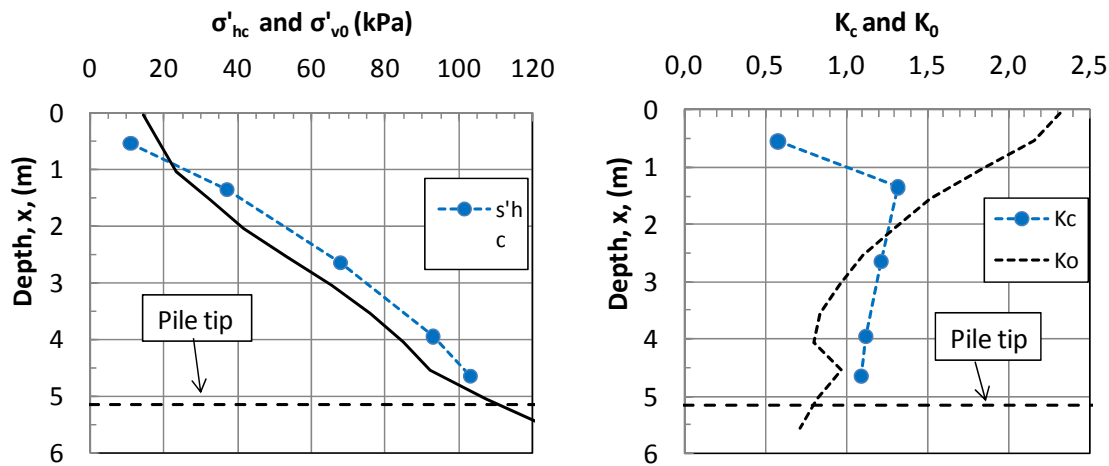 σ'hc and σ'v0 (kPa)
0 20 40 60 80 100 120
Depth, x, (m)
0
1
2
3
4
5
6
s'h
c
Pile tip
Kc and K0
0,0 0,5 1,0 1,5 2,0 2,5
Depth, x, (m)
0
1
2
3
4
5
6
Kc
Ko
Pile tip